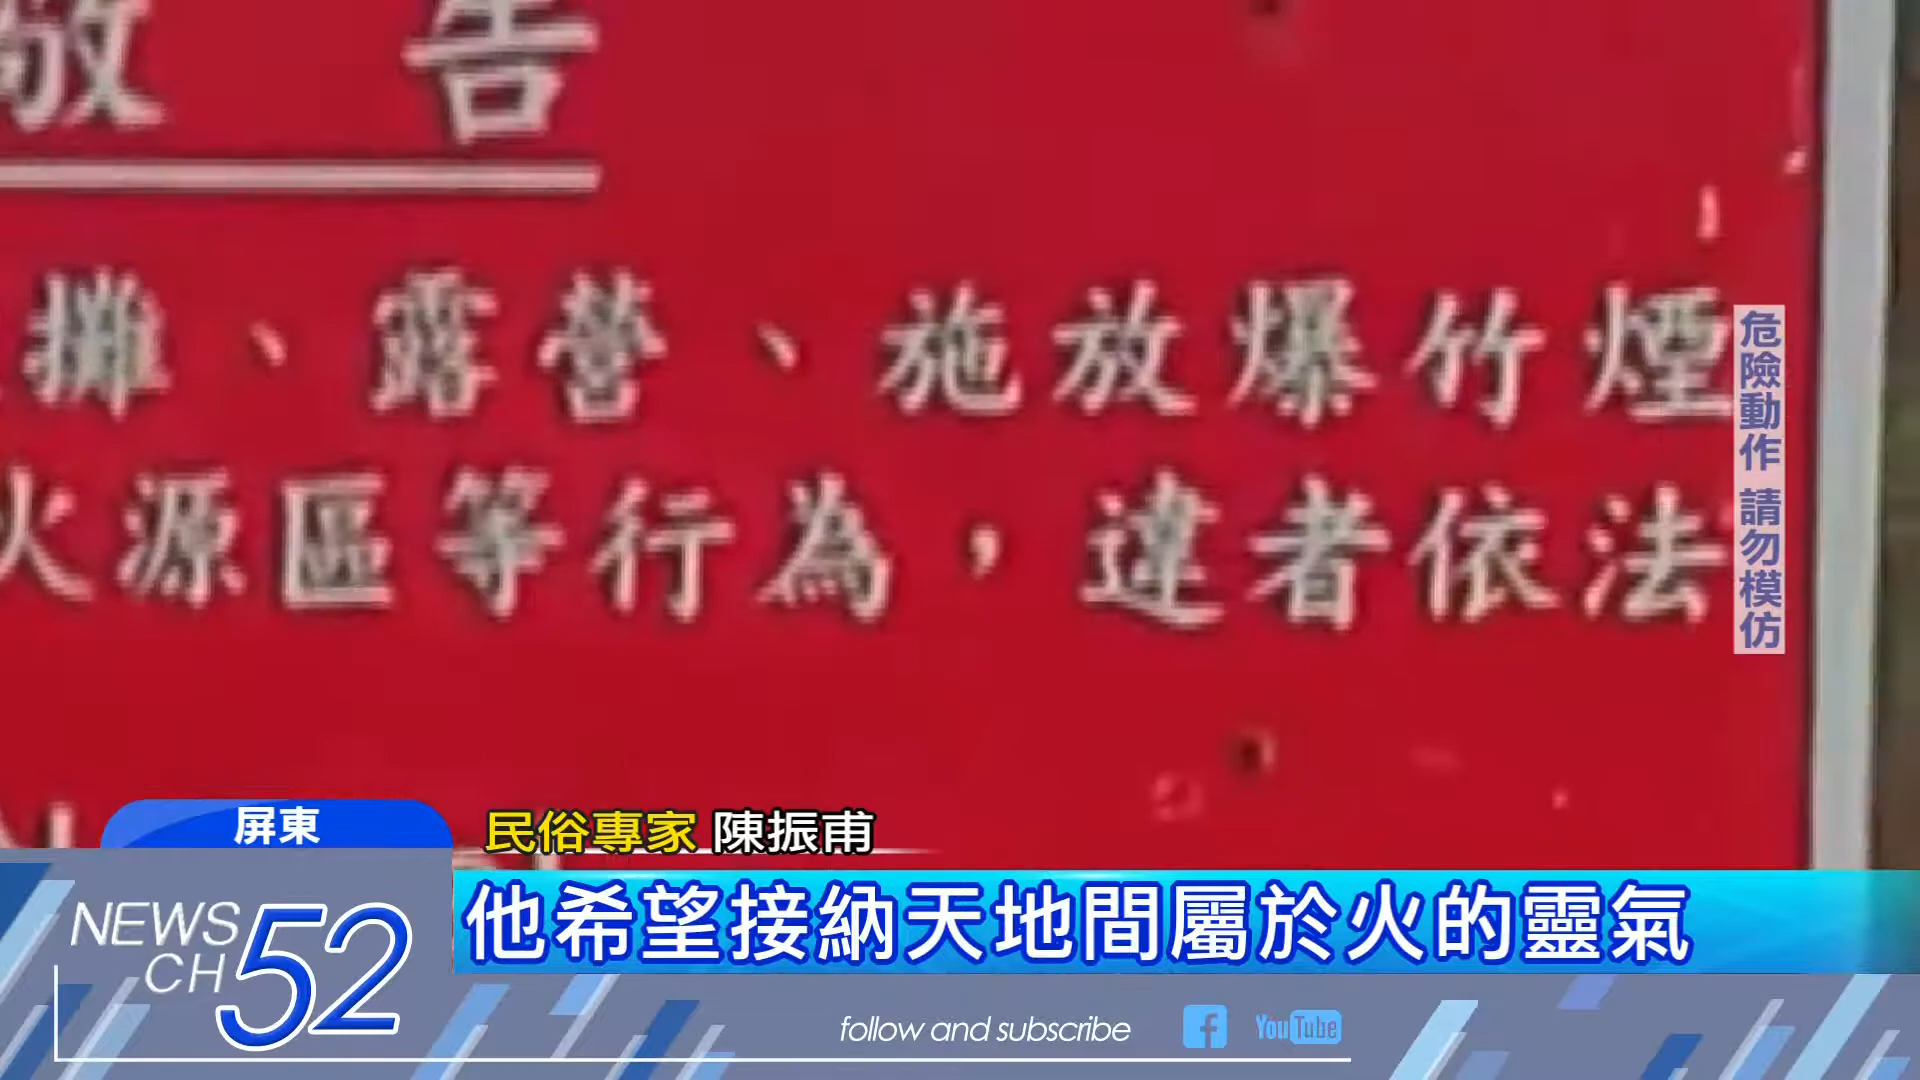 敬告
攤、露營、施放爆竹煙
火源區等行為，違者依法
危險動作 請勿模仿
屏東
民俗專家 陳振甫
他希望接納天地間屬於火的靈氣
NEWS
CH 52
follow and subscribe
YouTube